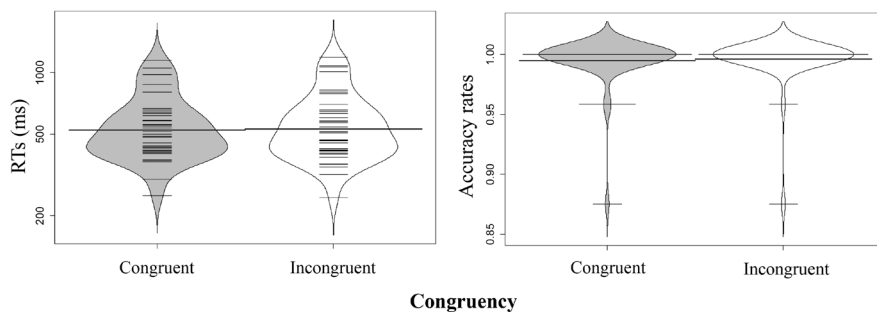 RTs (ms)
1000
500
200
Congruent
Incongruent
Accuracy rates
1.00
0.95
0.90
0.85
Congruent
Incongruent
Congruency